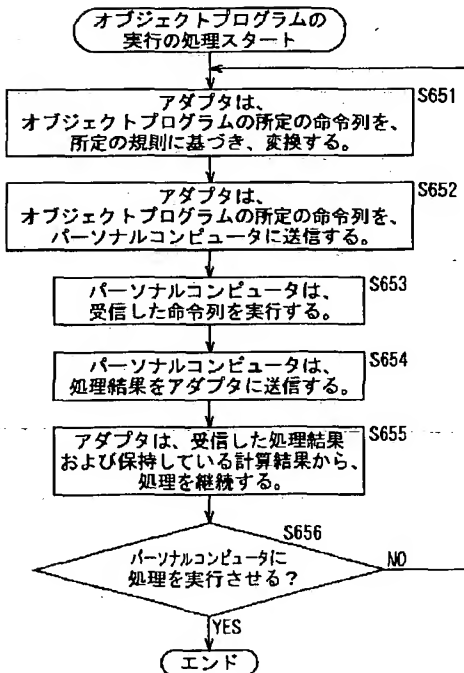 オブジェクトプログラムの
実行の処理スタート
S651
アダプタは、
オブジェクトプログラムの所定の命令列を、
所定の規則に基づき、変換する。
S652
アダプタは、
オブジェクトプログラムの所定の命令列を、
パーソナルコンピュータに送信する。
S653
パーソナルコンピュータは、
受信した命令列を実行する。
S654
パーソナルコンピュータは、
処理結果をアダプタに送信する。
S655
アダプタは、受信した処理結果
および保持している計算結果から、
処理を継続する。
S656
パーソナルコンピュータに
処理を実行させる?
NO
YES
エンド